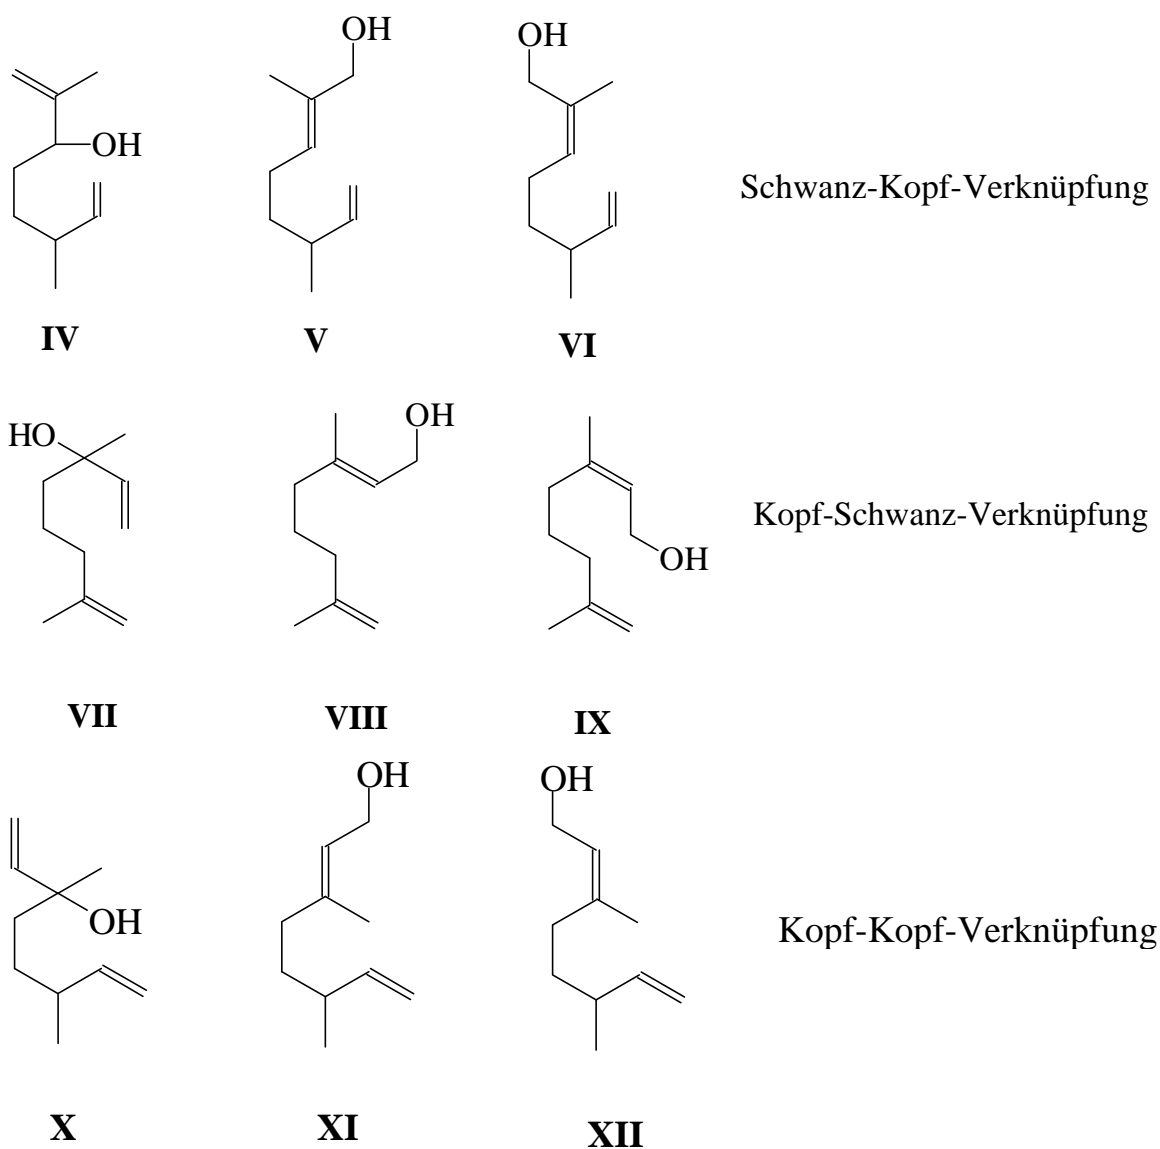 OH
OH
OH
Schwanz-Kopf-Verknüpfung
IV
V
VI
HO
OH
OH
Kopf-Schwanz-Verknüpfung
VII
VIII
IX
OH
OH
OH
Kopf-Kopf-Verknüpfung
X
XI
XII